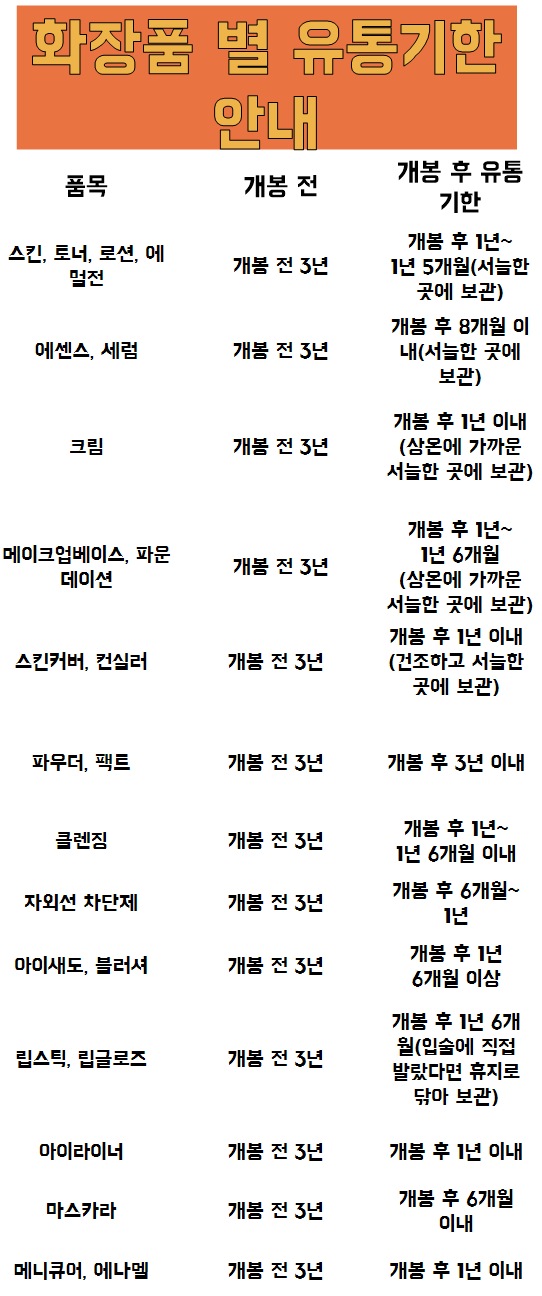 화장품 별 유통기한
안내
품목 개봉 전 개봉 후 유통
기한
스킨, 토너, 로션, 에
멀전
개봉 전 3년
개봉 후 1년~
1년 5개월(서늘한
곳에 보관)
에센스, 세럼
개봉 전 3년
개봉 후 8개월 이
내(서늘한 곳에
보관)
크림
개봉 전 3년
개봉 후 1년 이내
(상온에 가까운
서늘한 곳에 보관)
메이크업베이스, 파운
데이션
개봉 전 3년
개봉 후 1년~
1년 6개월
(상온에 가까운
서늘한 곳에 보관)
스킨커버, 컨실러
개봉 전 3년
개봉 후 1년 이내
(건조하고 서늘한
곳에 보관)
파우더, 팩트
개봉 전 3년
개봉 후 3년 이내
클렌징
개봉 전 3년
개봉 후 1년~
1년 6개월 이내
자외선 차단제
개봉 전 3년
개봉 후 6개월~
1년
아이섀도, 블러셔
개봉 전 3년
개봉 후 1년
6개월 이상
립스틱, 립글로즈
개봉 전 3년
개봉 후 1년 6개
월(입술에 직접
발랐다면 휴지로
닦아 보관)
아이라이너
개봉 전 3년
개봉 후 1년 이내
마스카라
개봉 전 3년
개봉 후 6개월
이내
메니큐어, 에나멜
개봉 전 3년
개봉 후 1년 이내